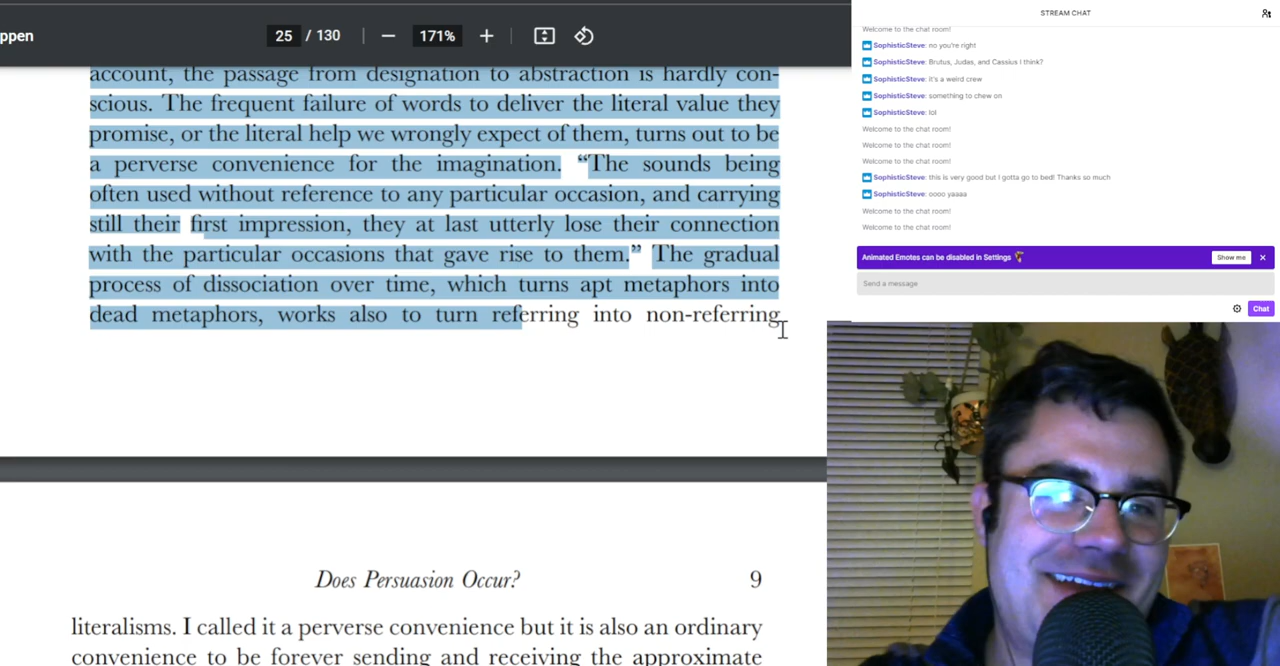 ppen
25 / 130
171%
account, the passage from designation to abstraction is hardly con-
scious. The frequent failure of words to deliver the literal value they
promise, or the literal help we wrongly expect of them, turns out to be
a perverse convenience for the imagination. “The sounds being
often used without reference to any particular occasion, and carrying
still their first impression, they at last utterly lose their connection
with the particular occasions that gave rise to them.” The gradual
process of dissociation over time, which turns apt metaphors into
dead metaphors, works also to turn referring into non-referring
Does Persuasion Occur? 9
literalisms. I called it a perverse convenience but it is also an ordinary
convenience to be forever sending and receiving the approximate
STREAM CHAT
Welcome to the chat room!
SophisticSteve: no you're right
SophisticSteve: Brutus, Judas, and Cassius I think?
SophisticSteve: it's a weird crew
SophisticSteve: something to chew on
SophisticSteve: lol
Welcome to the chat room!
Welcome to the chat room!
Welcome to the chat room!
SophisticSteve: this is very good but I gotta go to bed! Thanks so much
SophisticSteve: oooo yaaaa
Welcome to the chat room!
Welcome to the chat room!
Animated Emotes can be disabled in Settings
Show me
Send a message
Chat